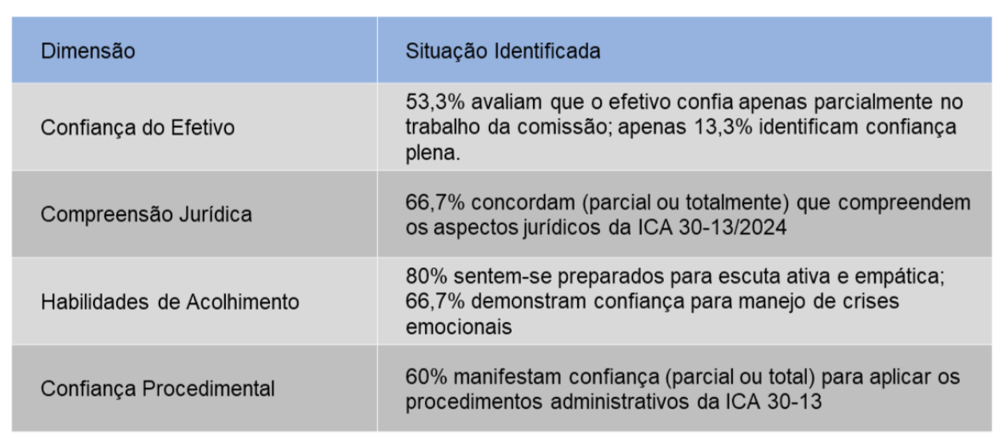 Dimensão
Situação Identificada
Confiança do Efetivo
53,3% avaliam que o efetivo confia apenas parcialmente no
trabalho da comissão; apenas 13,3% identificam confiança
plena.
Compreensão Jurídica
66,7% concordam (parcial ou totalmente) que compreendem
os aspectos jurídicos da ICA 30-13/2024
Habilidades de Acolhimento
80% sentem-se preparados para escuta ativa e empática;
66,7% demonstram confiança para manejo de crises
emocionais
Confiança Procedimental
60% manifestam confiança (parcial ou total) para aplicar os
procedimentos administrativos da ICA 30-13